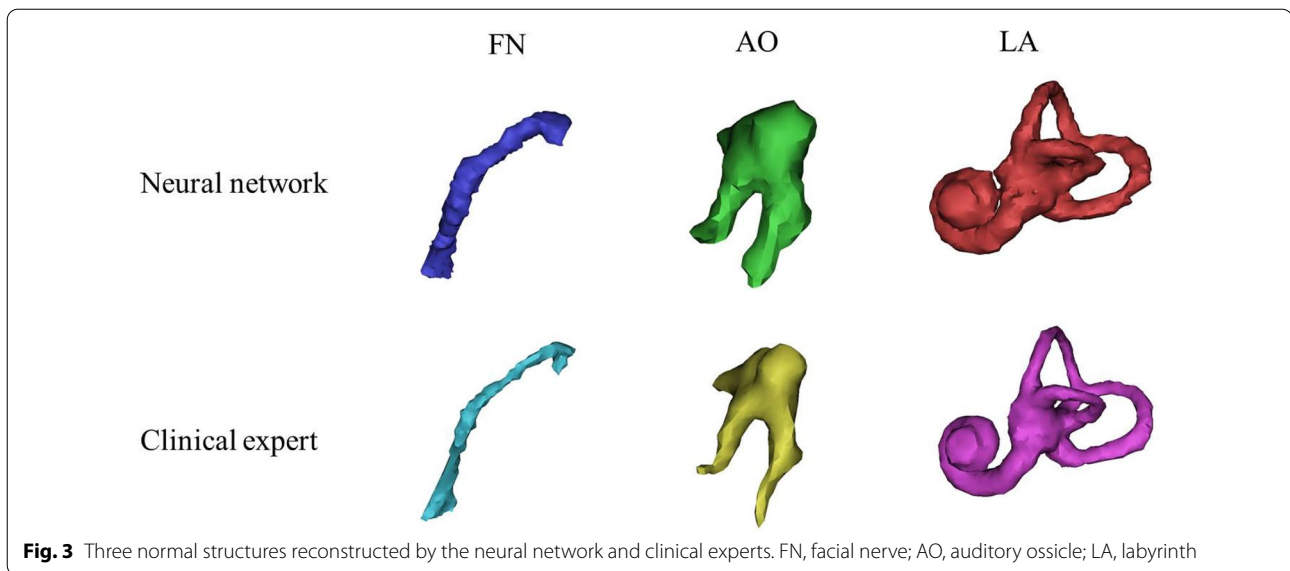 FN AO LA
Neural network
Clinical expert
Fig. 3 Three normal structures reconstructed by the neural network and clinical experts. FN, facial nerve; AO, auditory ossicle; LA, labyrinth